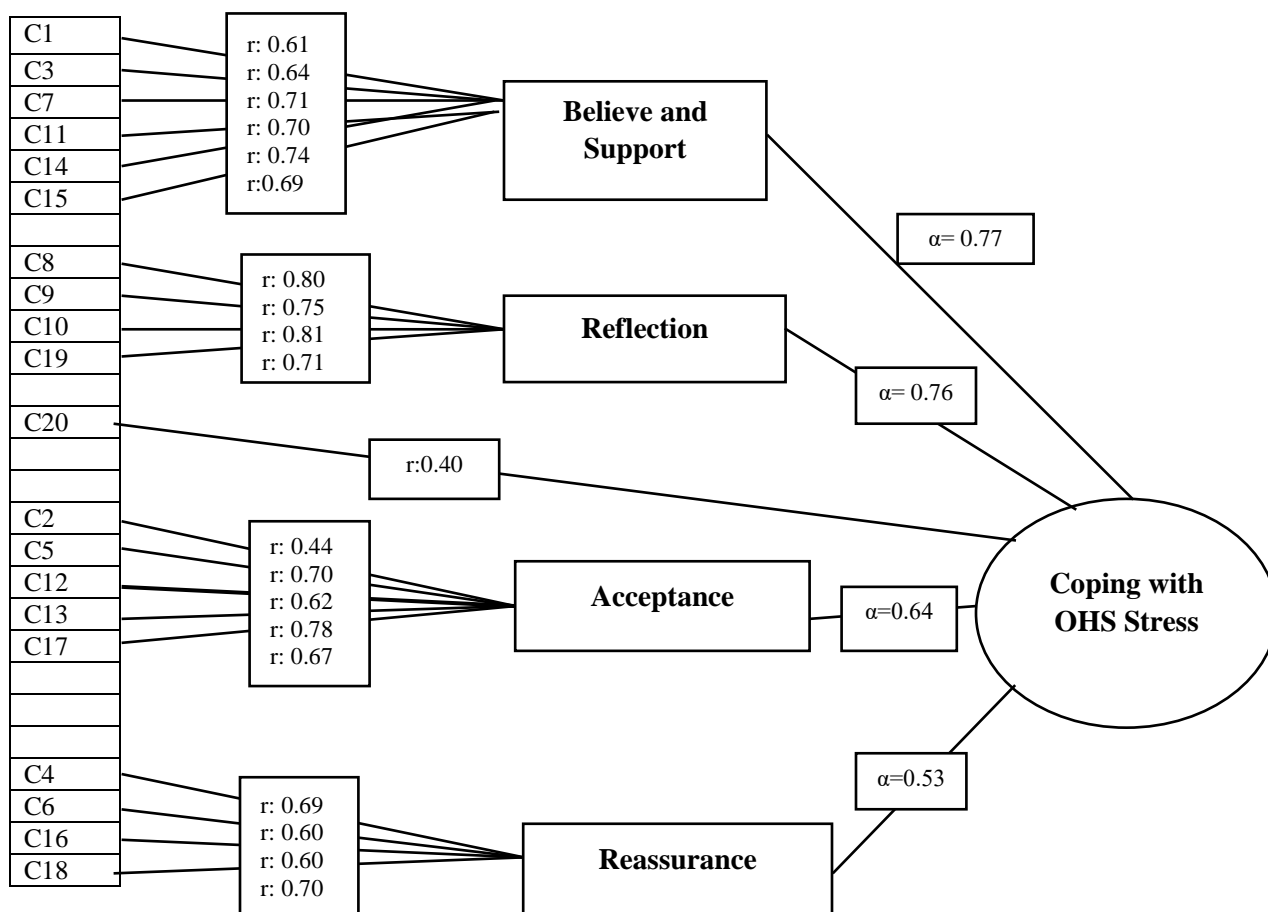 C1
C3
C7
C11
C14
C15
r: 0.61
r: 0.64
r: 0.71
r: 0.70
r: 0.74
r:0.69
Believe and
Support
α= 0.77
C8
C9
C10
C19
r: 0.80
r: 0.75
r: 0.81
r: 0.71
Reflection
α= 0.76
C20
r:0.40
C2
C5
C12
C13
C17
r: 0.44
r: 0.70
r: 0.62
r: 0.78
r: 0.67
Acceptance
α=0.64
Coping with
OHS Stress
C4
C6
C16
C18
r: 0.69
r: 0.60
r: 0.60
r: 0.70
Reassurance
α=0.53